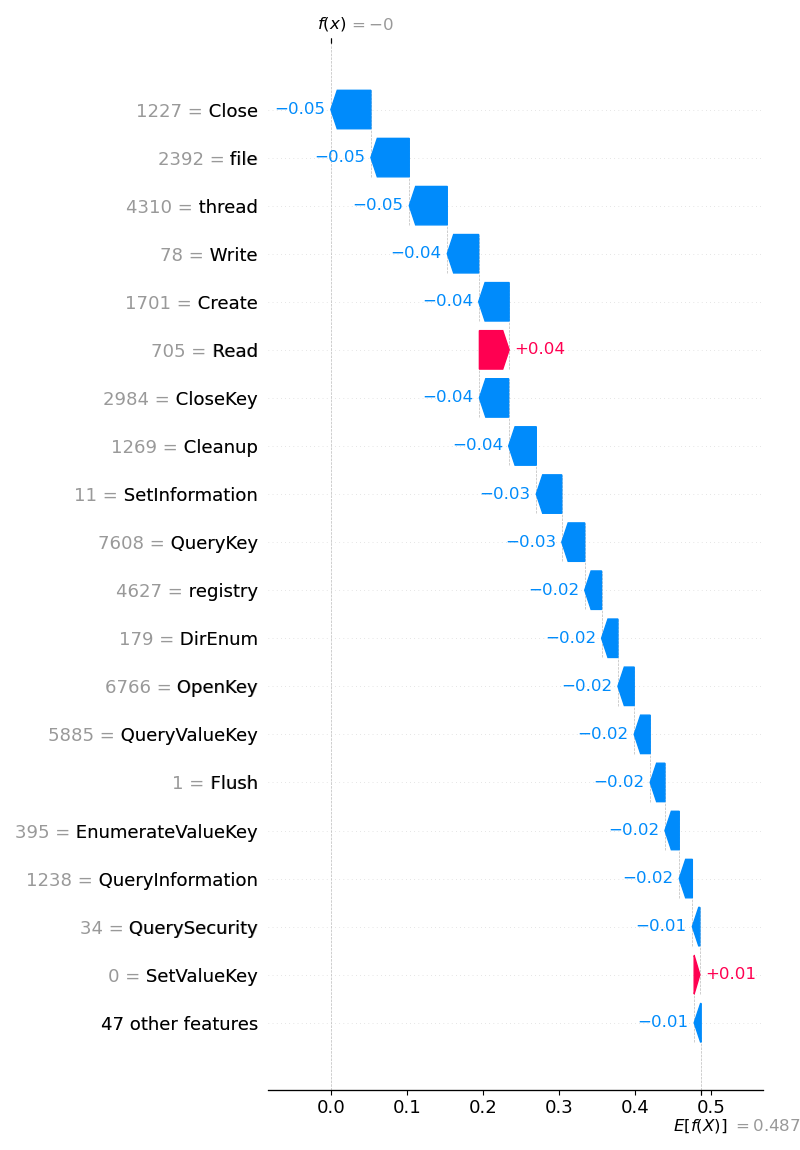 f(x) = −0
1227 = Close −0.05
2392 = file −0.05
4310 = thread −0.05
78 = Write −0.04
1701 = Create −0.04
705 = Read +0.04
2984 = CloseKey −0.04
1269 = Cleanup −0.04
11 = SetInformation −0.03
7608 = QueryKey −0.03
4627 = registry −0.02
179 = DirEnum −0.02
6766 = OpenKey −0.02
5885 = QueryValueKey −0.02
1 = Flush −0.02
395 = EnumerateValueKey −0.02
1238 = QueryInformation −0.02
34 = QuerySecurity −0.01
0 = SetValueKey +0.01
47 other features −0.01
0.0 0.1 0.2 0.3 0.4 0.5
E[f(X)] = 0.487